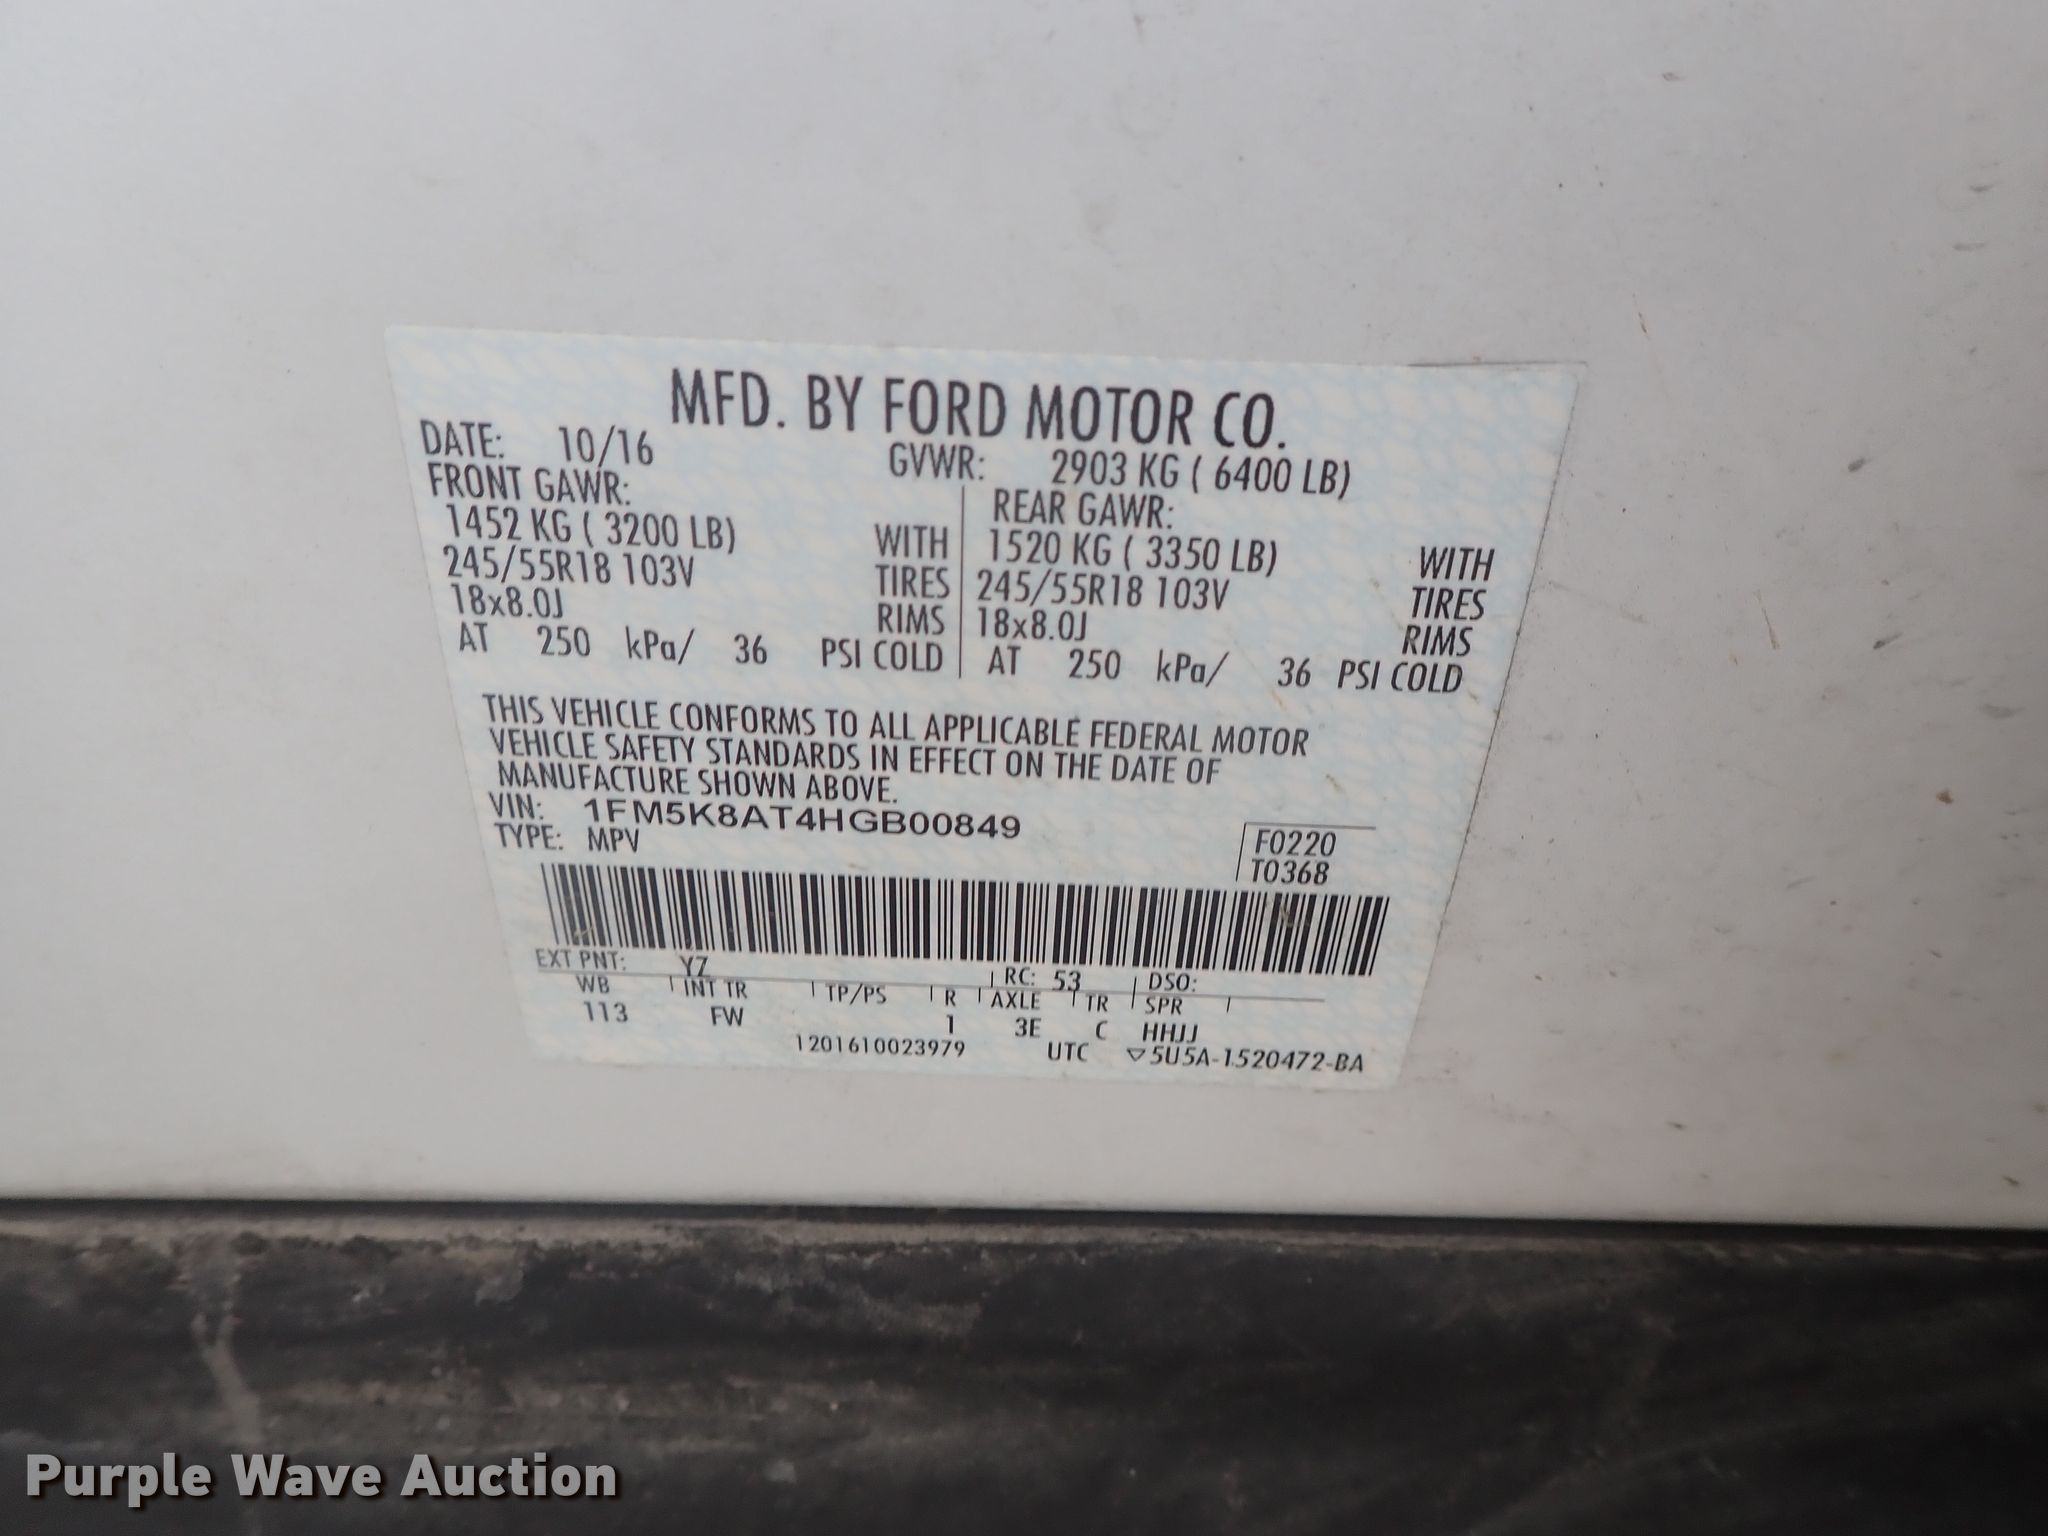 MFD. BY FORD MOTOR CO.
DATE: 10/16 GVWR: 2903 KG ( 6400 LB)
FRONT GAWR: REAR GAWR:
1452 KG ( 3200 LB) WITH 1520 KG ( 3350 LB) WITH
245/55R18 103V TIRES 245/55R18 103V TIRES
18x8.0J RIMS 18x8.0J RIMS
AT 250 kPa/ 36 PSI COLD AT 250 kPa/ 36 PSI COLD
THIS VEHICLE CONFORMS TO ALL APPLICABLE FEDERAL MOTOR
VEHICLE SAFETY STANDARDS IN EFFECT ON THE DATE OF
MANUFACTURE SHOWN ABOVE.
VIN: 1FM5K8AT4HGB00849
TYPE: MPV
F0220
T0368
EXT PNT: YZ RC: 53 DSO:
WB INT TR TP/PS R AXLE TR SPR
113 FW 1 3E C HHJJ
1201610023979 UTC ▽5U5A-1520472-BA
Purple Wave Auction